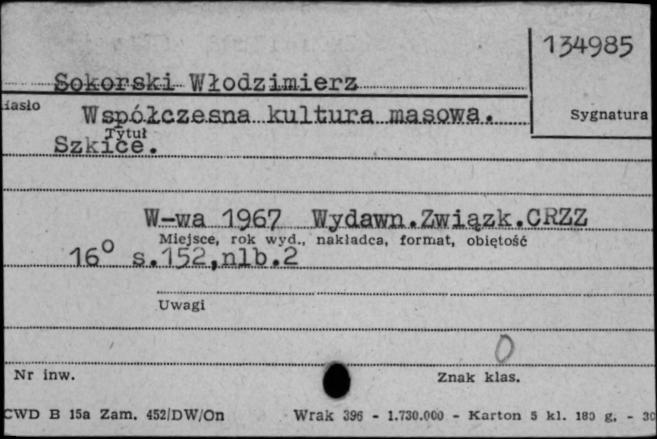 134985
Sokorski Włodzimierz
Hasło
Sygnatura
Współczesna kultura masowa.
Tytuł
Szkice.
W-wa 1967 Wydawn.Związk.CRZZ
Miejsce, rok wyd., nakładca, format, objętość
16° s.152,nlb.2
Uwagi
0
Nr inw.
Znak klas.
CWD B 15a Zam. 452/DW/On Wrak 396 - 1.730.000 - Karton 5 kl. 180 g. - 30